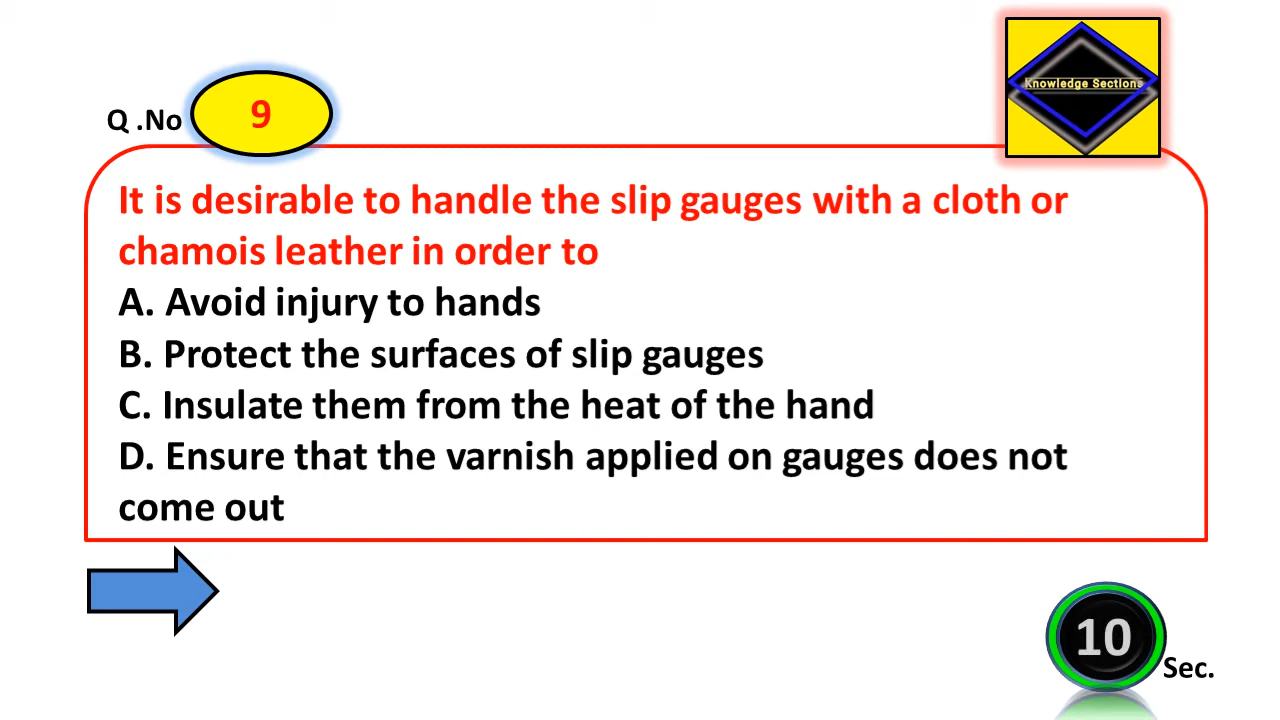 Knowledge Sections
Q .No 9
It is desirable to handle the slip gauges with a cloth or
chamois leather in order to
A. Avoid injury to hands
B. Protect the surfaces of slip gauges
C. Insulate them from the heat of the hand
D. Ensure that the varnish applied on gauges does not
come out
10 Sec.